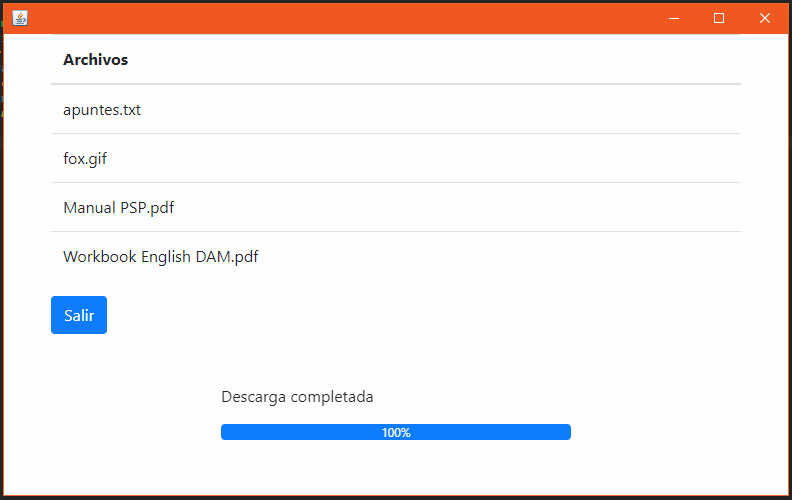 Archivos
apuntes.txt
fox.gif
Manual PSP.pdf
Workbook English DAM.pdf
Salir
Descarga completada
100%